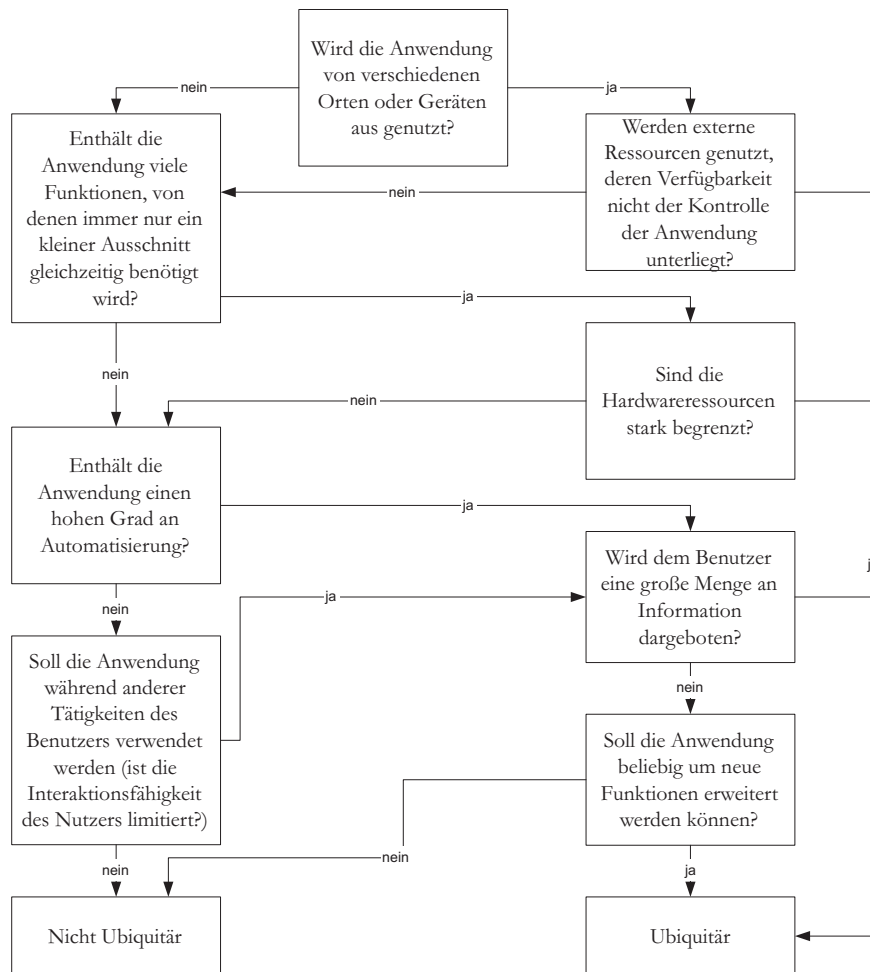 Wird die Anwendung
von verschiedenen
Orten oder Geräten
aus genutzt?
nein
ja
Enthält die
Anwendung viele
Funktionen, von
denen immer nur ein
kleiner Ausschnitt
gleichzeitig benötigt
wird?
Werden externe
Ressourcen genutzt,
deren Verfügbarkeit
nicht der Kontrolle
der Anwendung
unterliegt?
nein
ja
Sind die
Hardwareressourcen
stark begrenzt?
nein
nein
Enthält die
Anwendung einen
hohen Grad an
Automatisierung?
ja
Wird dem Benutzer
eine große Menge an
Information
dargeboten?
j
nein
ja
Soll die Anwendung
während anderer
Tätigkeiten des
Benutzers verwendet
werden (ist die
Interaktionsfähigkeit
des Nutzers limitiert?)
nein
Soll die Anwendung
beliebig um neue
Funktionen erweitert
werden können?
nein
nein
ja
Nicht Ubiquitär
Ubiquitär